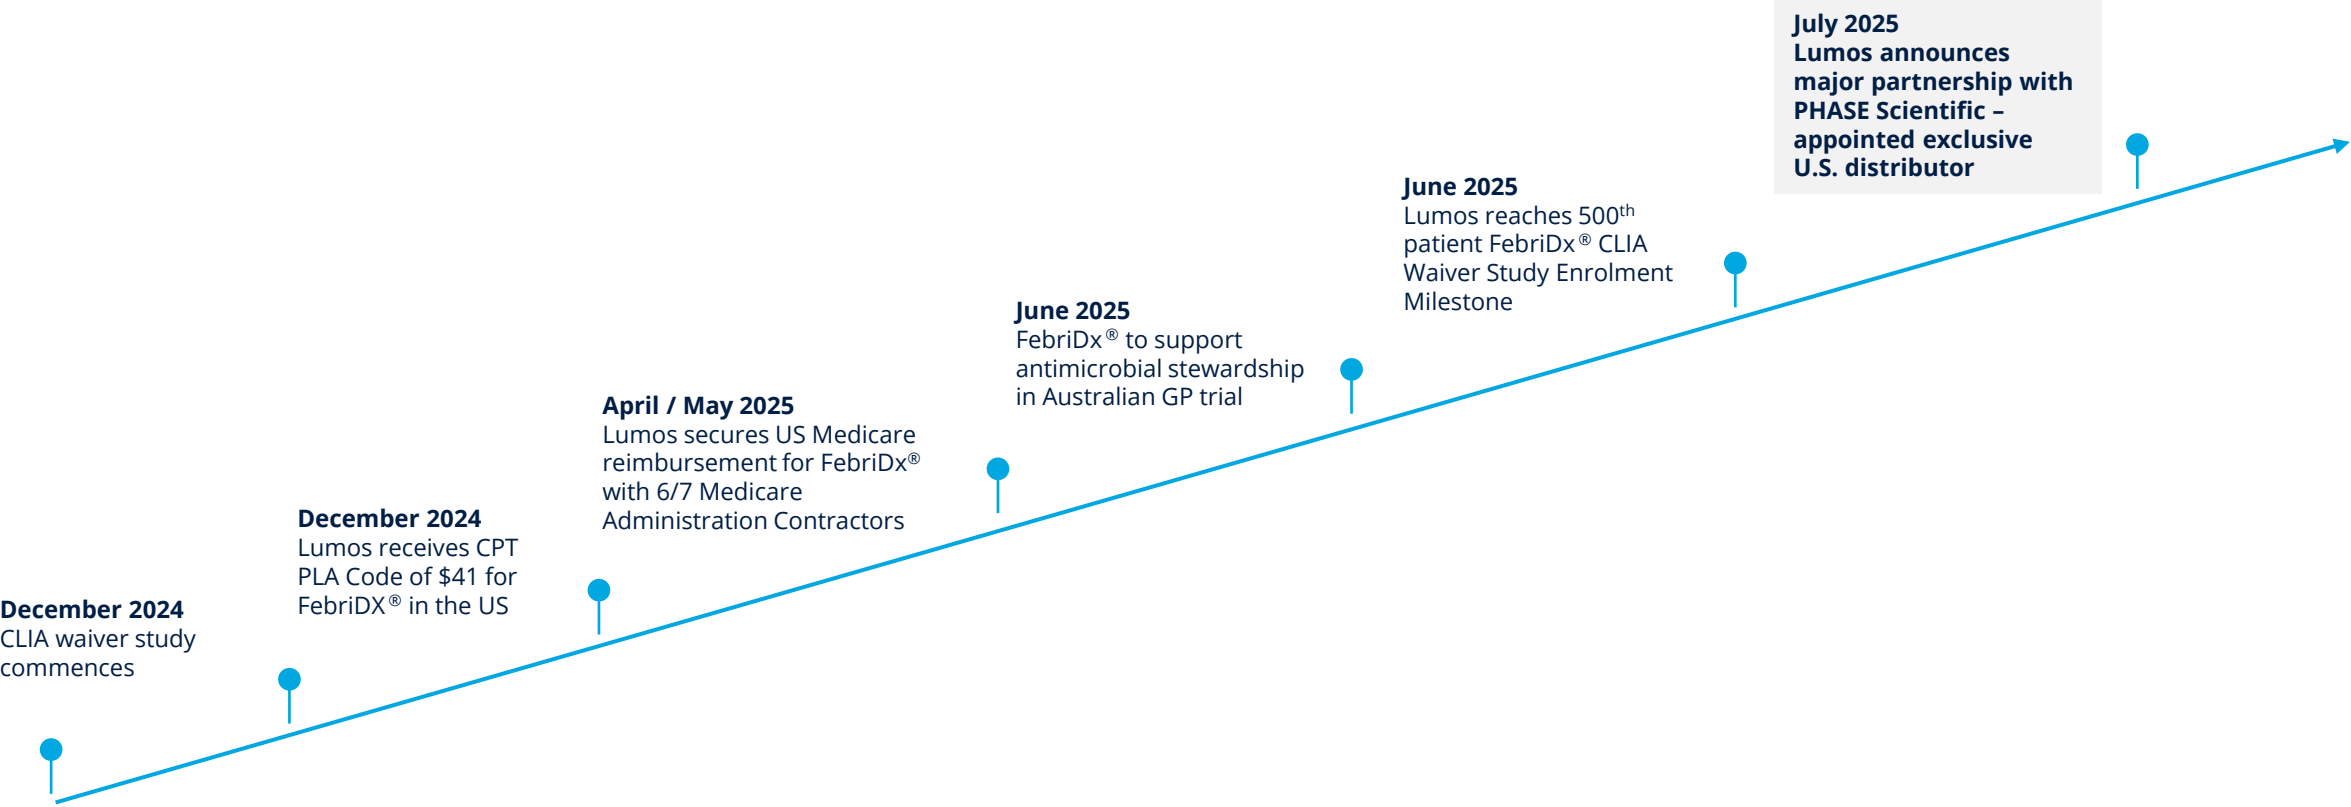 December 2024
CLIA waiver study
commences
December 2024
Lumos receives CPT
PLA Code of $41 for
FebriDX® in the US
April / May 2025
Lumos secures US Medicare
reimbursement for FebriDx®
with 6/7 Medicare
Administration Contractors
June 2025
FebriDx® to support
antimicrobial stewardship
in Australian GP trial
June 2025
Lumos reaches 500th
patient FebriDx® CLIA
Waiver Study Enrolment
Milestone
July 2025
Lumos announces
major partnership with
PHASE Scientific –
appointed exclusive
U.S. distributor